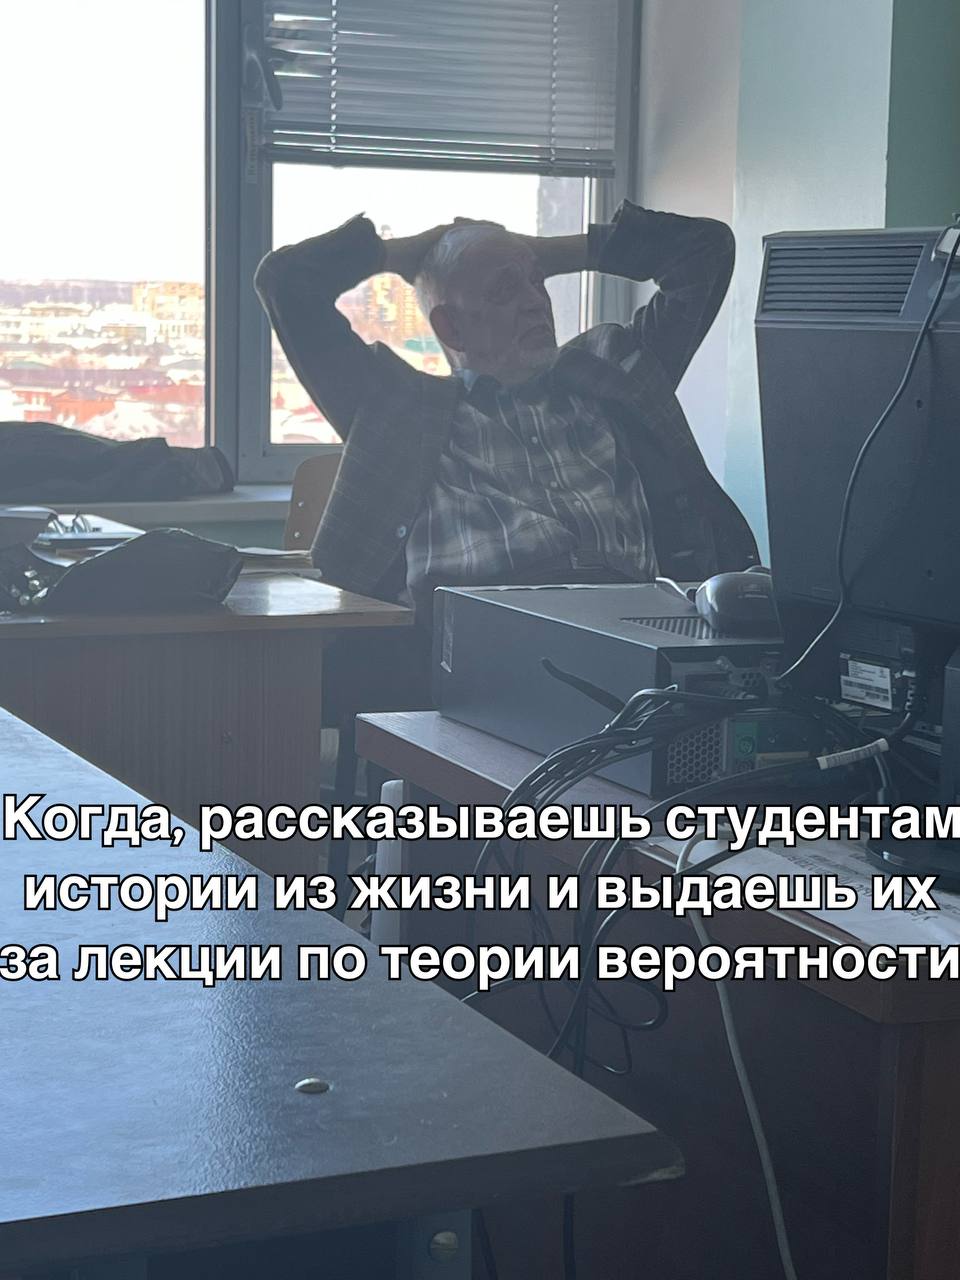 Когда, рассказываешь студентам
истории из жизни и выдаешь их
за лекции по теории вероятности